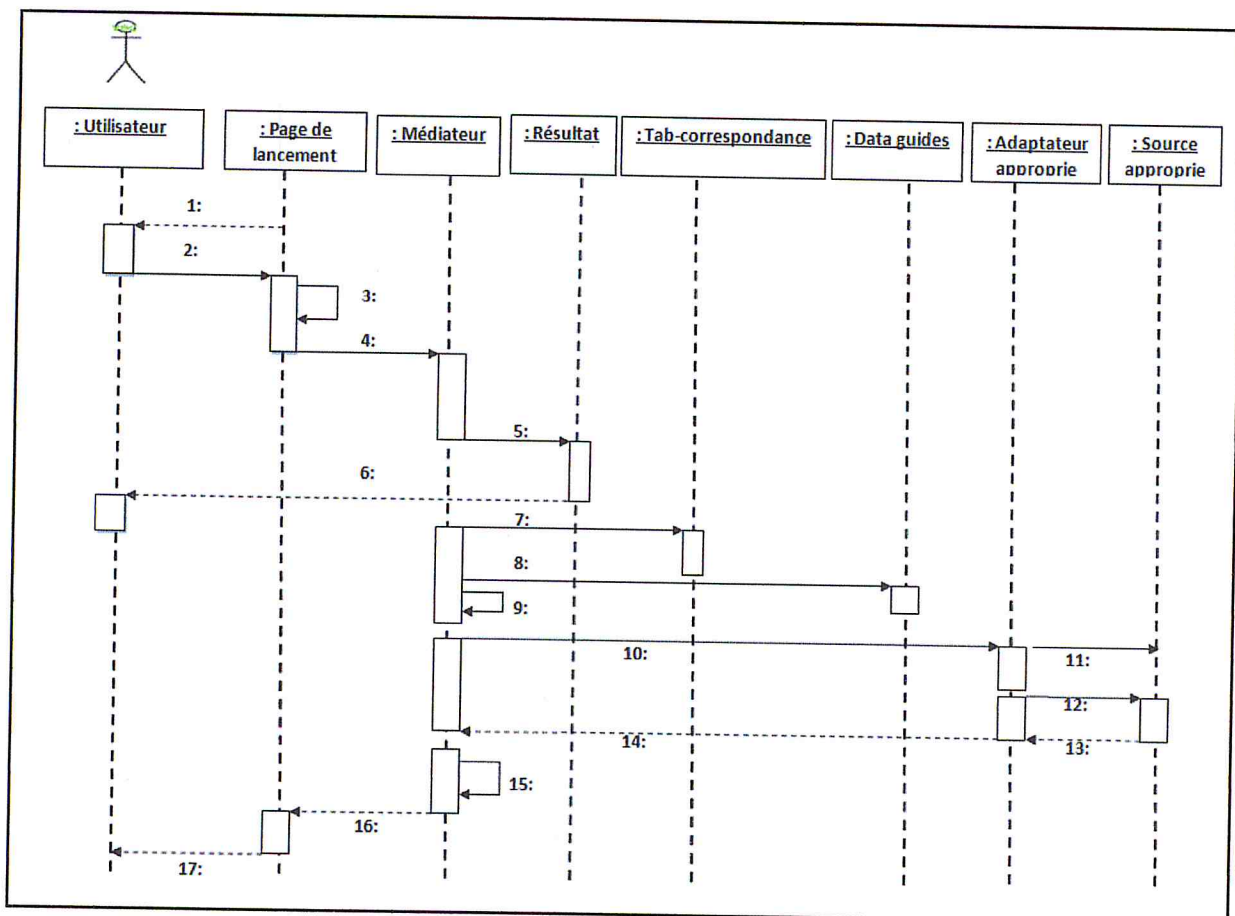 : Utilisateur
: Page de
lancement
: Médiateur
: Résultat
: Tab-correspondance
: Data guides
: Adaptateur
approprie
: Source
approprie
1:
2:
3:
4:
5:
6:
7:
8:
9:
10:
11:
12:
13:
14:
15:
16:
17: